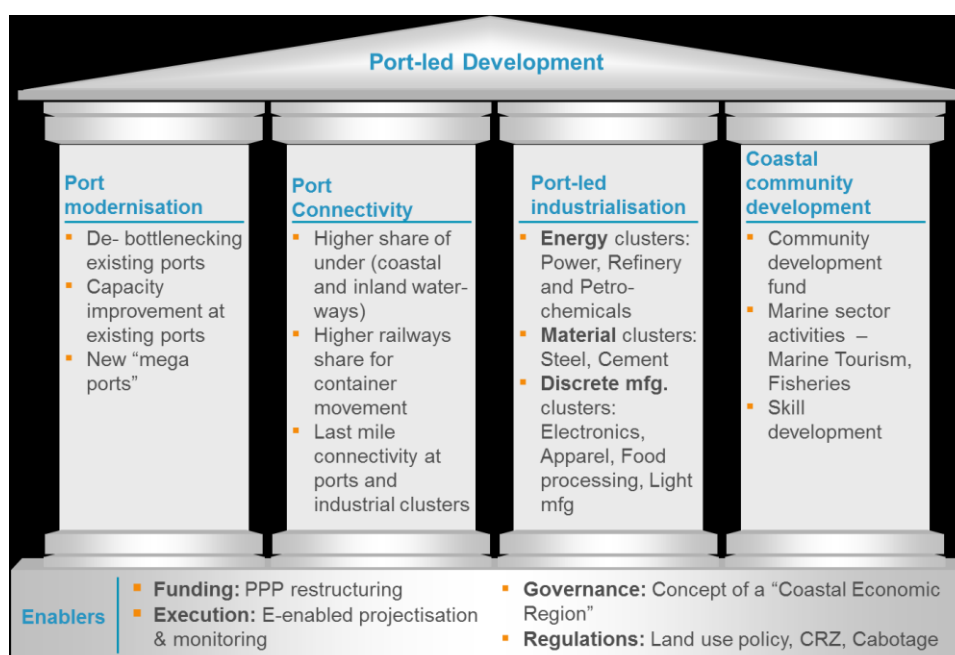 Port-led Development
Port
modernisation
▪ De- bottlenecking
existing ports
▪ Capacity
improvement at
existing ports
▪ New “mega
ports”
Port
Connectivity
▪ Higher share of
under (coastal
and inland water-
ways)
▪ Higher railways
share for
container
movement
▪ Last mile
connectivity at
ports and
industrial clusters
Port-led
industrialisation
▪ Energy clusters:
Power, Refinery
and Petro-
chemicals
▪ Material clusters:
Steel, Cement
▪ Discrete mfg.
clusters:
Electronics,
Apparel, Food
processing, Light
mfg
Coastal
community
development
▪ Community
development
fund
▪ Marine sector
activities –
Marine Tourism,
Fisheries
▪ Skill
development
Enablers
▪ Funding: PPP restructuring
▪ Execution: E-enabled projectisation
& monitoring
▪ Governance: Concept of a “Coastal Economic
Region”
▪ Regulations: Land use policy, CRZ, Cabotage